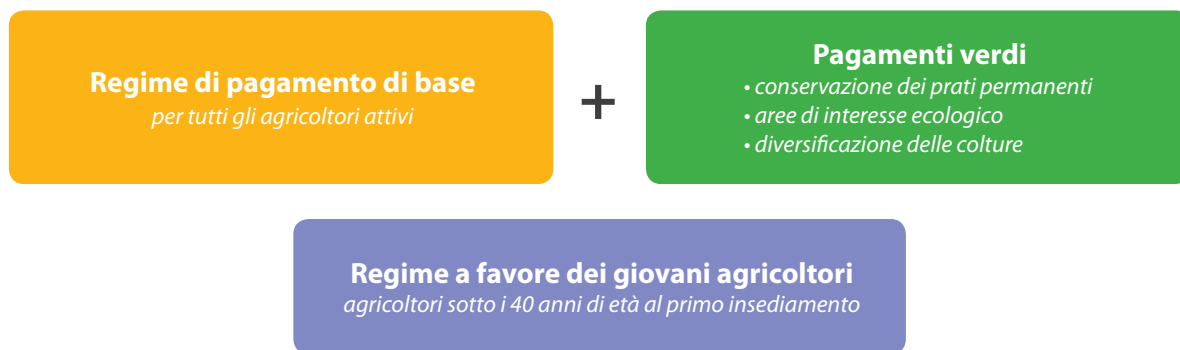 Regime di pagamento di base
per tutti gli agricoltori attivi
+
Pagamenti verdi
• conservazione dei prati permanenti
• aree di interesse ecologico
• diversificazione delle colture
Regime a favore dei giovani agricoltori
agricoltori sotto i 40 anni di età al primo insediamento